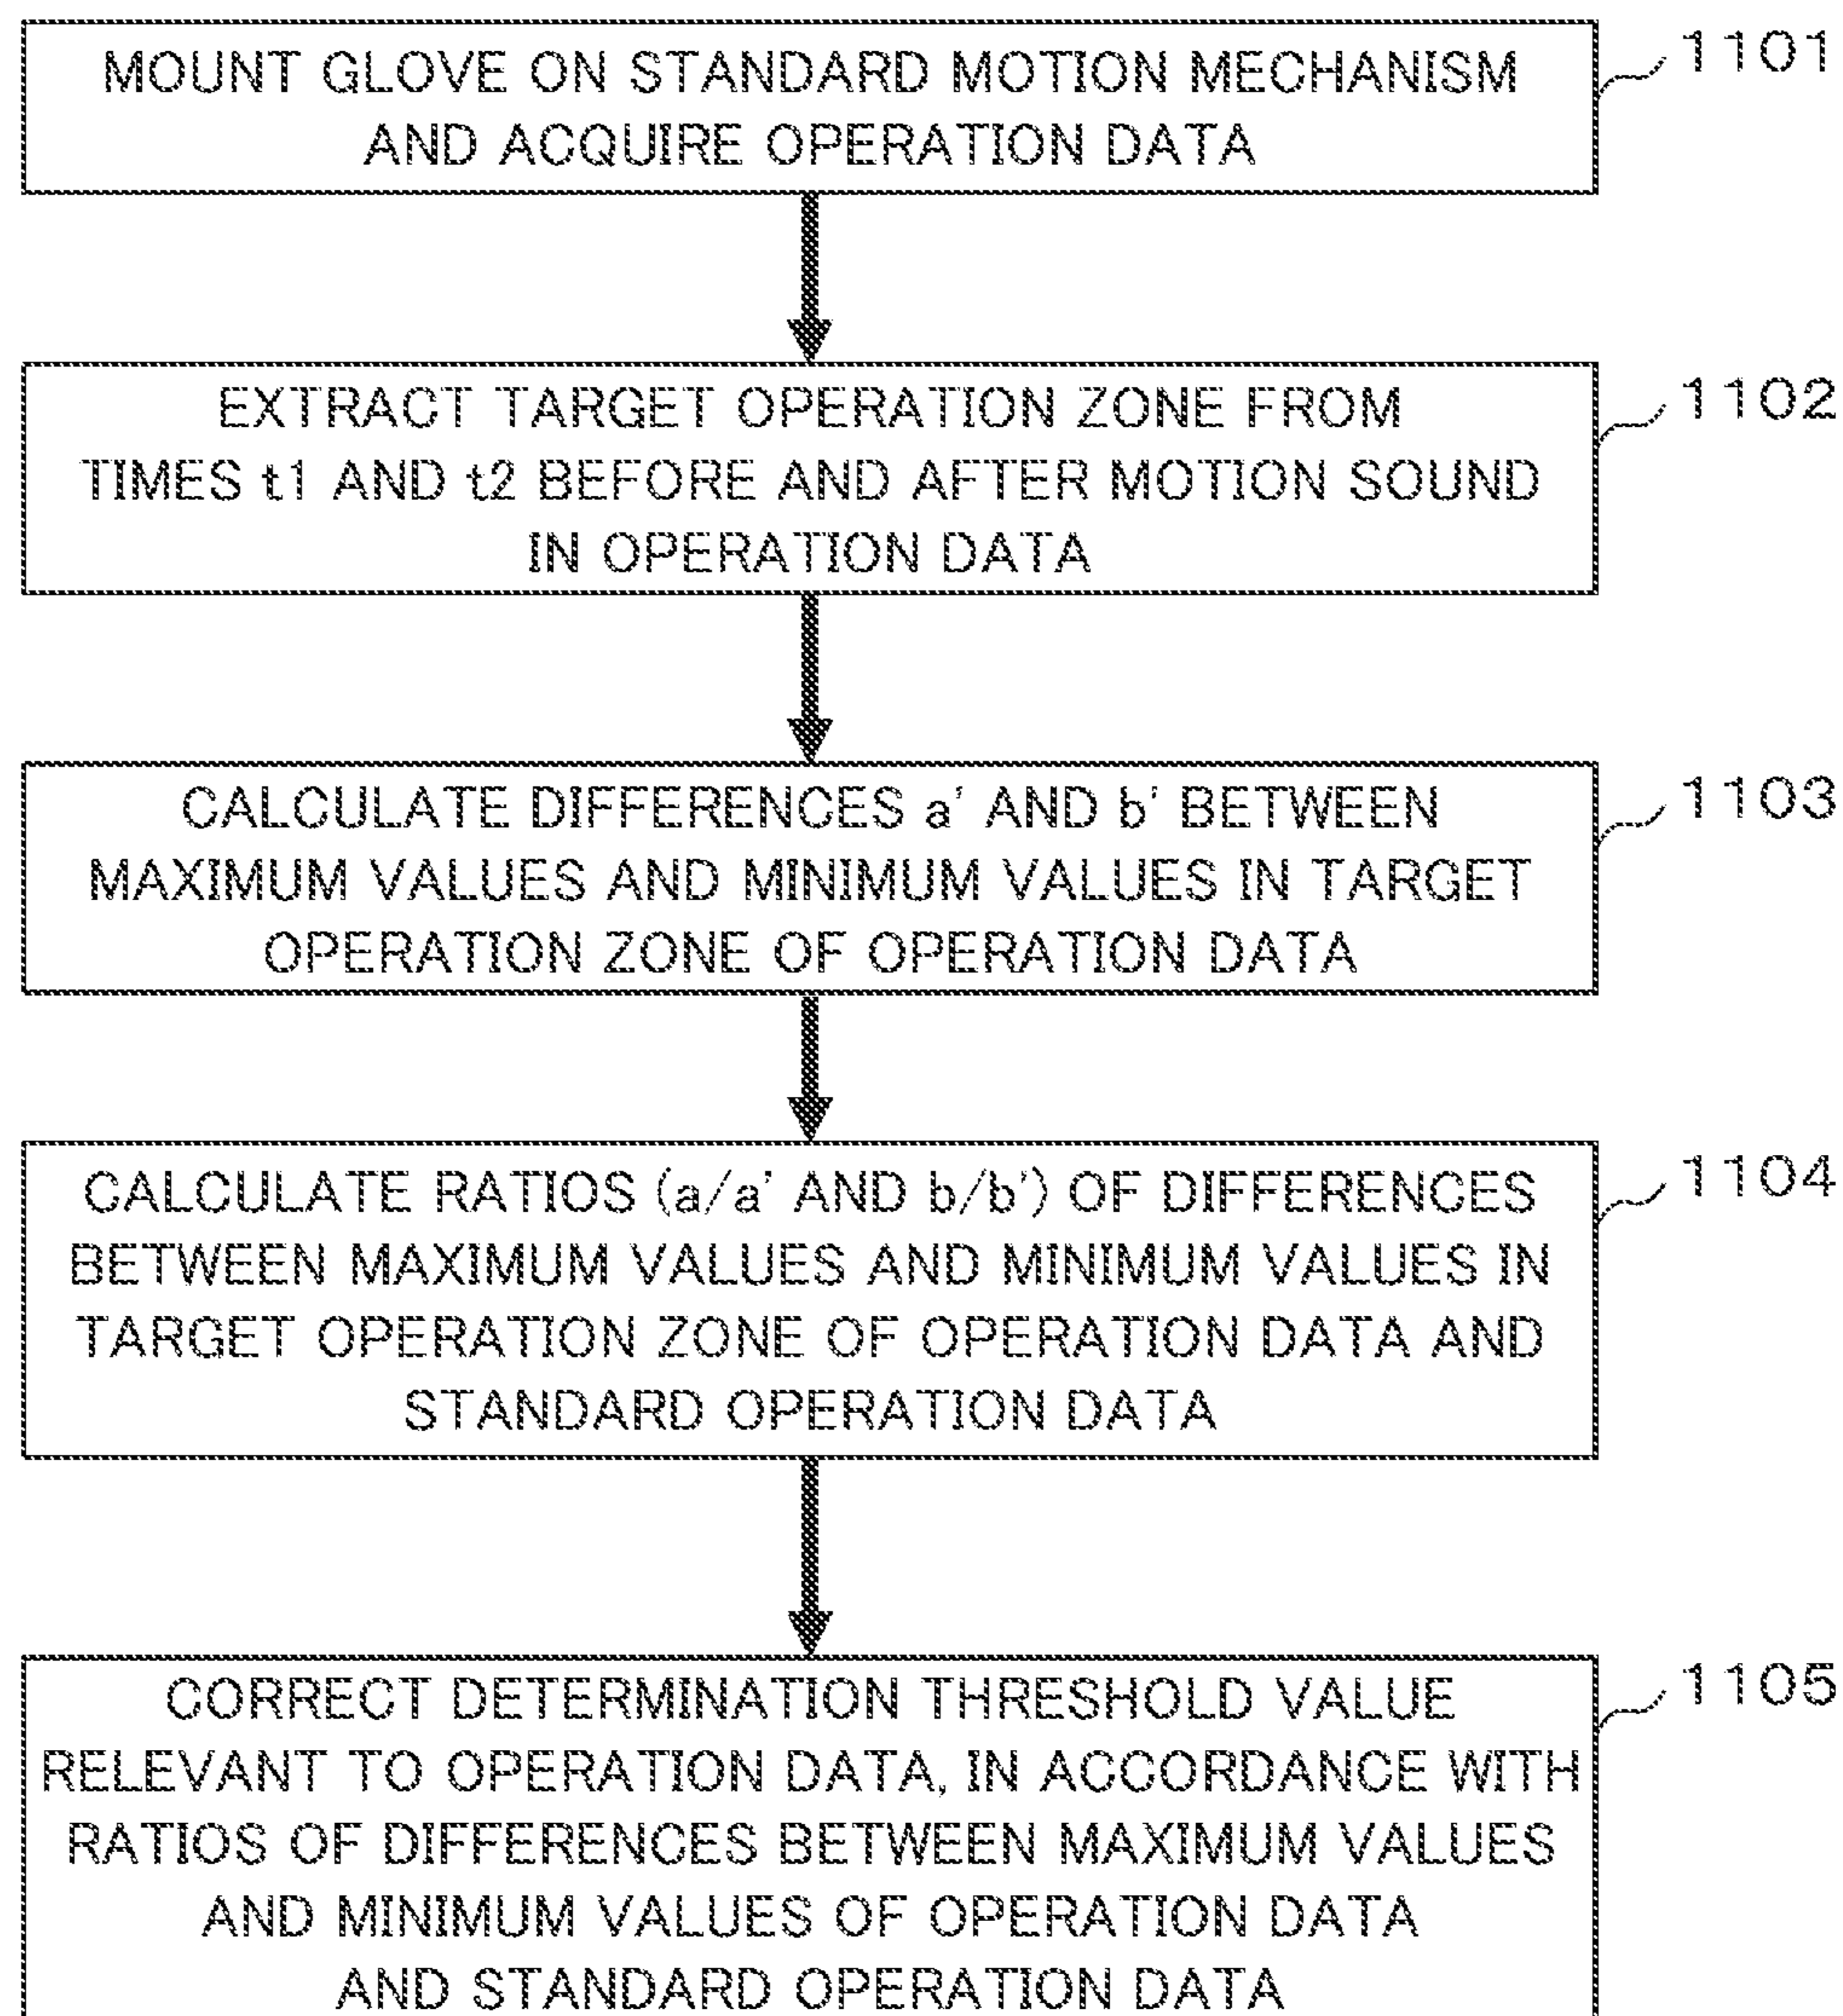 MOUNT GLOVE ON STANDARD MOTION MECHANISM
AND ACQUIRE OPERATION DATA
1101
EXTRACT TARGET OPERATION ZONE FROM
TIMES t1 AND t2 BEFORE AND AFTER MOTION SOUND
IN OPERATION DATA
1102
CALCULATE DIFFERENCES a' AND b' BETWEEN
MAXIMUM VALUES AND MINIMUM VALUES IN TARGET
OPERATION ZONE OF OPERATION DATA
1103
CALCULATE RATIOS (a/a' AND b/b') OF DIFFERENCES
BETWEEN MAXIMUM VALUES AND MINIMUM VALUES IN
TARGET OPERATION ZONE OF OPERATION DATA AND
STANDARD OPERATION DATA
1104
CORRECT DETERMINATION THRESHOLD VALUE
RELEVANT TO OPERATION DATA, IN ACCORDANCE WITH
RATIOS OF DIFFERENCES BETWEEN MAXIMUM VALUES
AND MINIMUM VALUES OF OPERATION DATA
AND STANDARD OPERATION DATA
1105